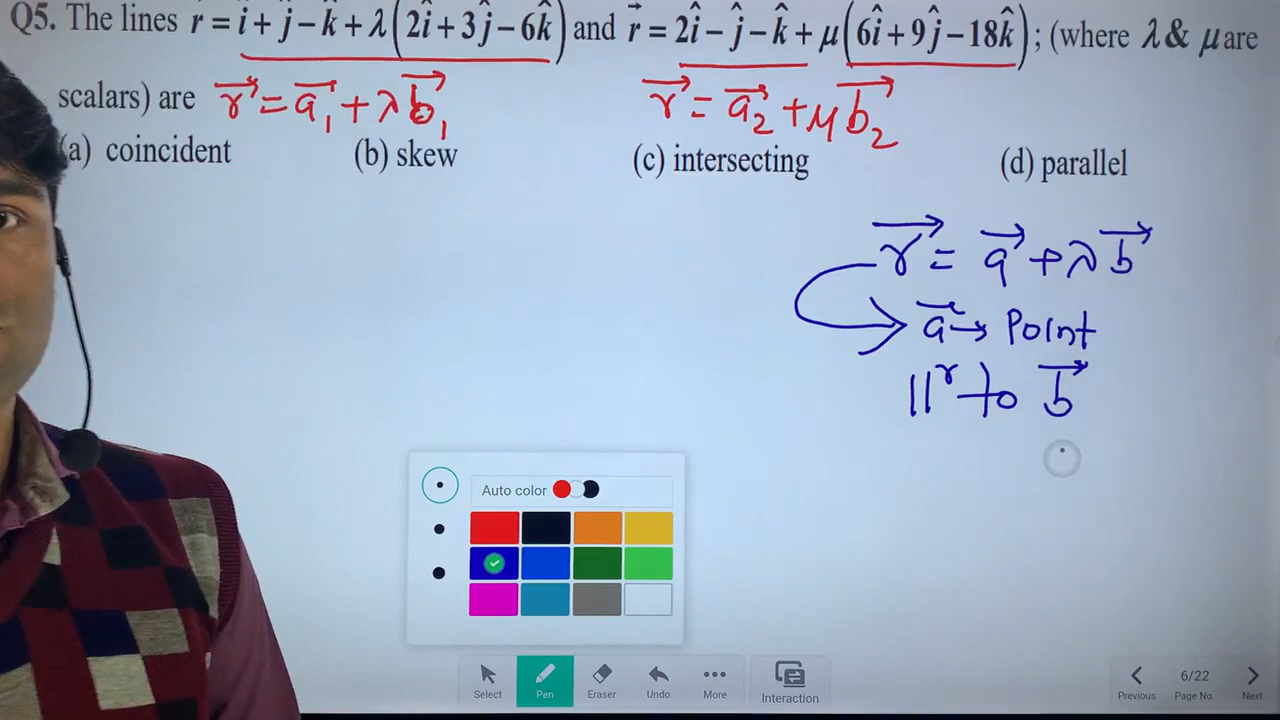 Q5. The lines r = î + ĵ − k̂ + λ(2î + 3ĵ − 6k̂) and r⃗ = 2î − ĵ − k̂ + μ(6î + 9ĵ − 18k̂); (where λ & μ are
scalars) are r⃗ = a⃗₁ + λb⃗₁ r⃗ = a⃗₂ + μb⃗₂
(a) coincident (b) skew (c) intersecting (d) parallel
r⃗ = a⃗ + λb⃗
a⃗ → Point
||ʳ to b⃗
Auto color
Select Pen Eraser Undo More Interaction
Previous 6/22 Page No. Next